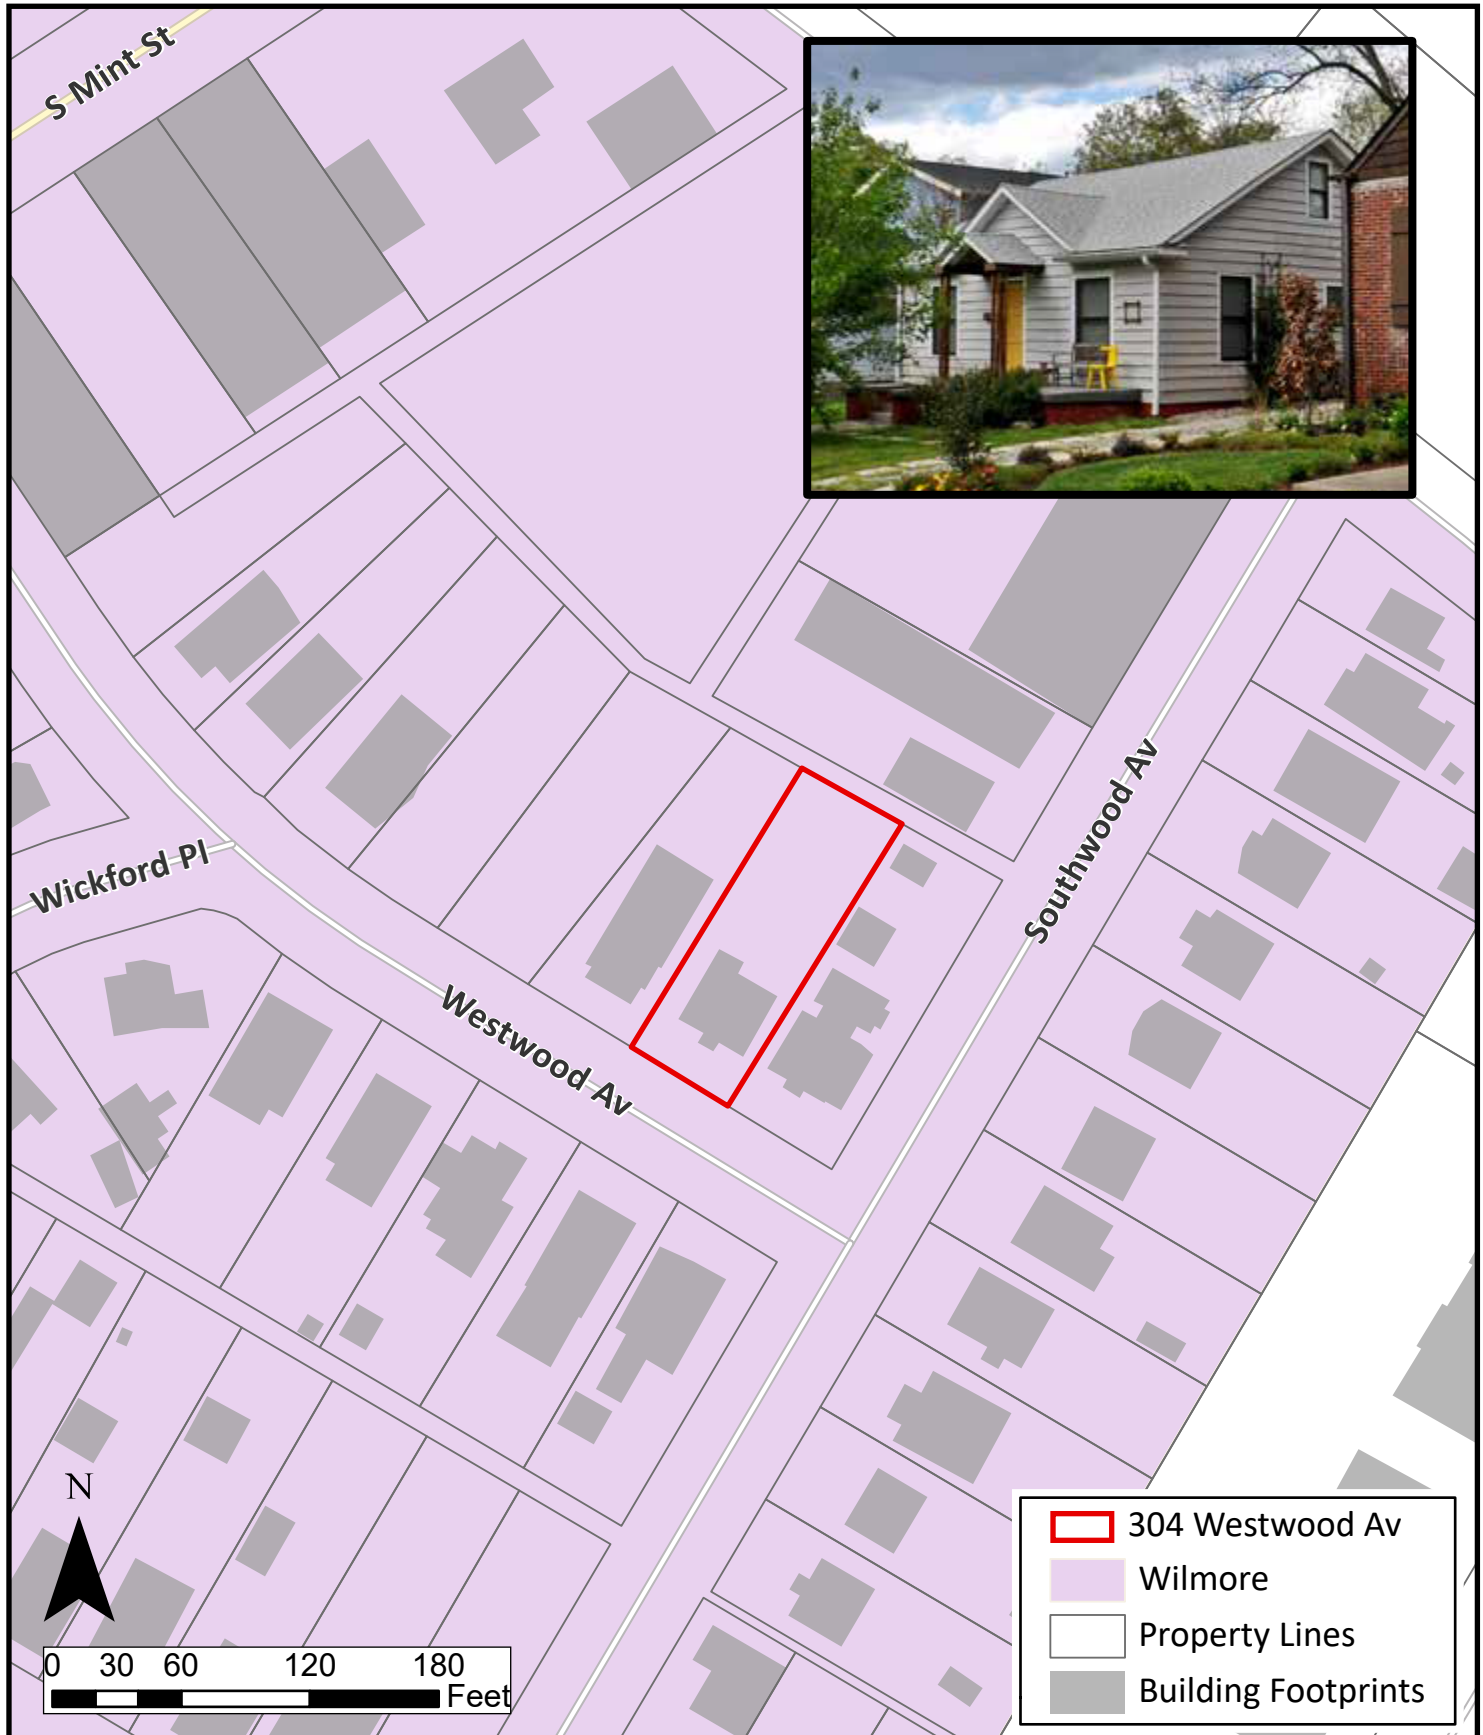 S Mint St
Wickford Pl
Westwood Av
Southwood Av
N
0 30 60 120 180
Feet
304 Westwood Av
Wilmore
Property Lines
Building Footprints